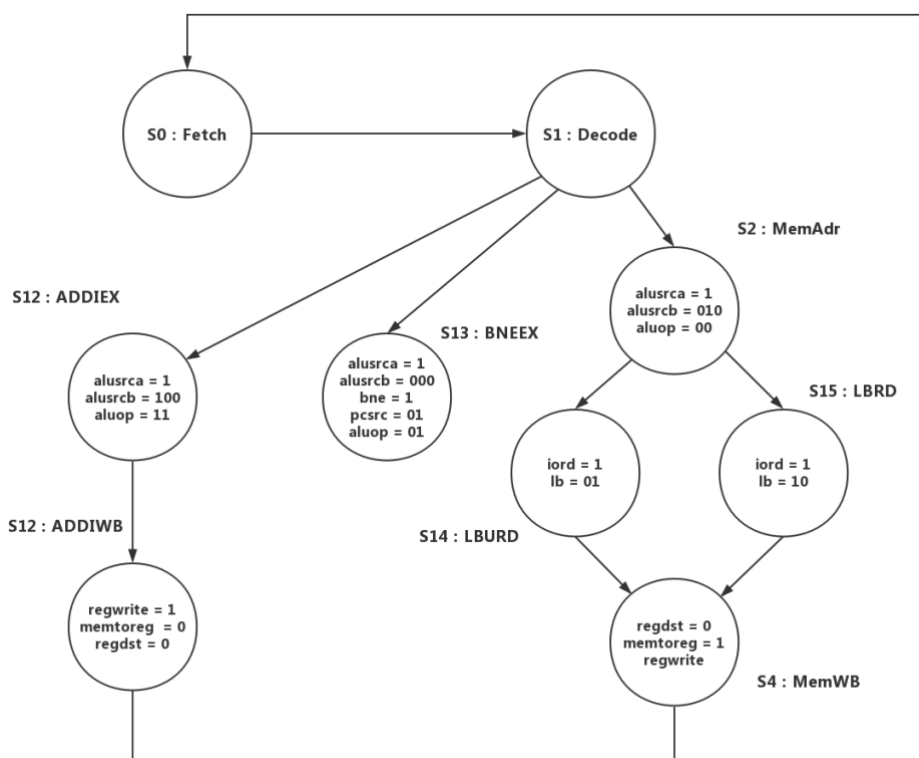 S0 : Fetch
S1 : Decode
S2 : MemAdr
alusrca = 1
alusrcb = 010
aluop = 00
S12 : ADDIEX
alusrca = 1
alusrcb = 100
aluop = 11
S13 : BNEEX
alusrca = 1
alusrcb = 000
bne = 1
pcsrc = 01
aluop = 01
S15 : LBRD
iord = 1
lb = 01
iord = 1
lb = 10
S12 : ADDIWB
S14 : LBURD
regwrite = 1
memtoreg = 0
regdst = 0
regdst = 0
memtoreg = 1
regwrite
S4 : MemWB